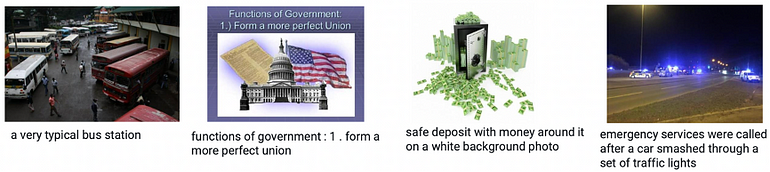 Functions of Government:
1.) Form a more perfect Union
a very typical bus station
functions of government : 1 . form a
more perfect union
safe deposit with money around it
on a white background photo
emergency services were called
after a car smashed through a
set of traffic lights